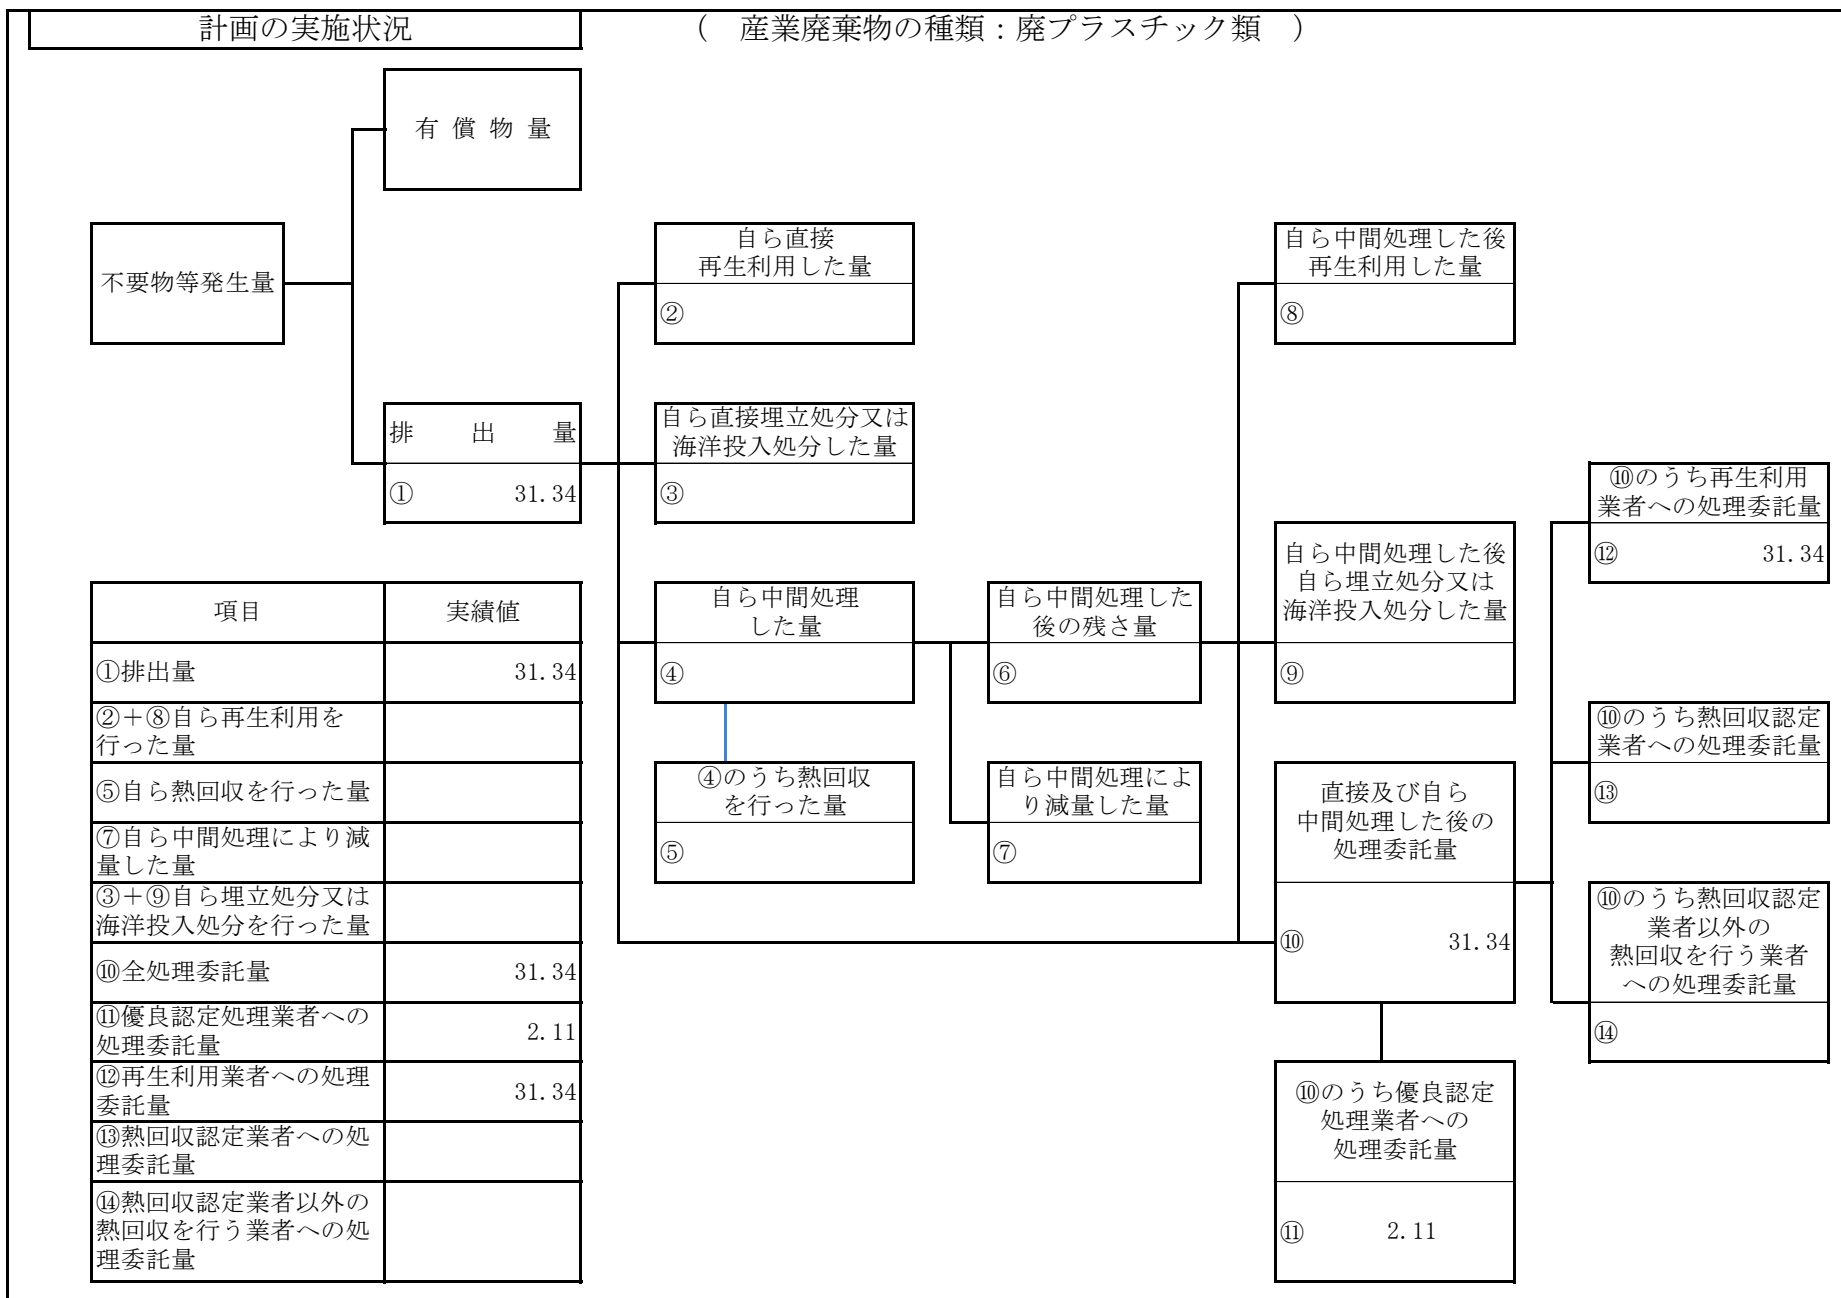 計画の実施状況
（　産業廃棄物の種類：廃プラスチック類　）
有償物量
不要物等発生量
自ら直接
再生利用した量
②
自ら中間処理した後
再生利用した量
⑧
排出量
① 31.34
自ら直接埋立処分又は
海洋投入処分した量
③
⑩のうち再生利用
業者への処理委託量
⑫ 31.34
自ら中間処理した後
自ら埋立処分又は
海洋投入処分した量
⑨
自ら中間処理
した量
④
自ら中間処理した
後の残さ量
⑥
⑩のうち熱回収認定
業者への処理委託量
⑬
④のうち熱回収
を行った量
⑤
自ら中間処理によ
り減量した量
⑦
直接及び自ら
中間処理した後の
処理委託量
⑩ 31.34
⑩のうち熱回収認定
業者以外の
熱回収を行う業者
への処理委託量
⑭
⑩のうち優良認定
処理業者への
処理委託量
⑪ 2.11
項目 実績値
①排出量 31.34
②＋⑧自ら再生利用を
行った量
⑤自ら熱回収を行った量
⑦自ら中間処理により減
量した量
③＋⑨自ら埋立処分又は
海洋投入処分を行った量
⑩全処理委託量 31.34
⑪優良認定処理業者への
処理委託量 2.11
⑫再生利用業者への処理
委託量 31.34
⑬熱回収認定業者への処
理委託量
⑭熱回収認定業者以外の
熱回収を行う業者への処
理委託量